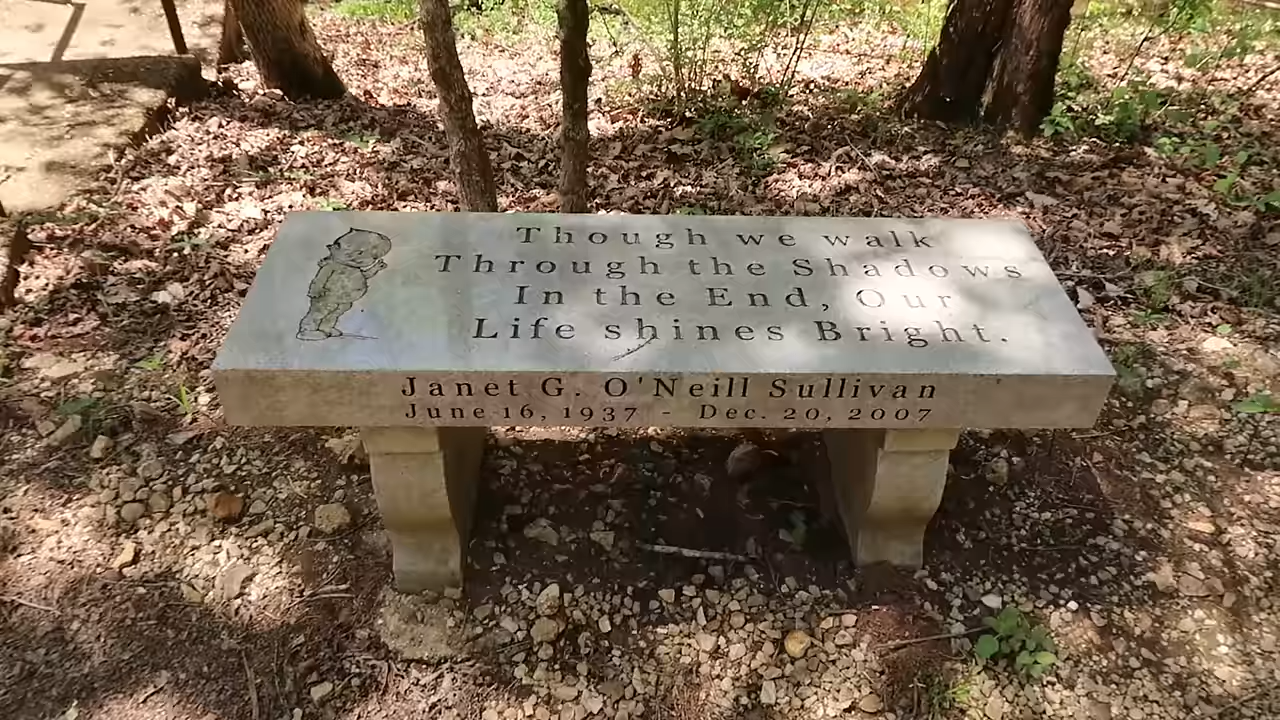 Though we walk
Through the Shadows
In the End, Our
Life shines Bright.
Janet G. O'Neill Sullivan
June 16, 1937 - Dec. 20, 2007